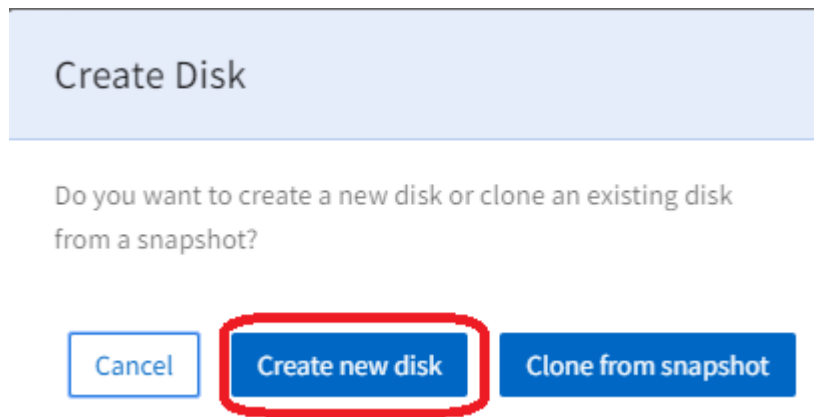 Create Disk
Do you want to create a new disk or clone an existing disk
from a snapshot?
Cancel Create new disk Clone from snapshot